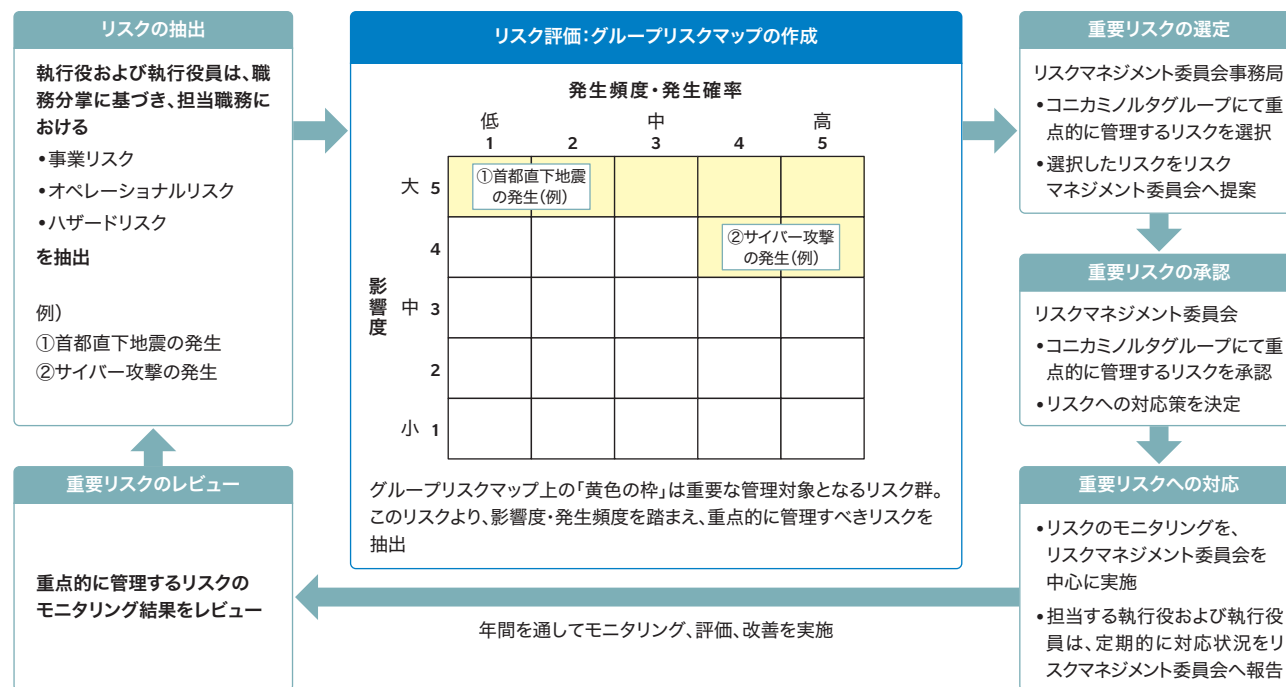 リスクの抽出
執行役および執行役員は、職
務分掌に基づき、担当職務に
おける
•事業リスク
•オペレーショナルリスク
•ハザードリスク
を抽出
例)
①首都直下地震の発生
②サイバー攻撃の発生
リスク評価:グループリスクマップの作成
発生頻度・発生確率
低 中 高
1 2 3 4 5
影響度
大 5
①首都直下地震
の発生(例)
4
②サイバー攻撃
の発生(例)
中 3
2
小 1
グループリスクマップ上の「黄色の枠」は重要な管理対象となるリスク群。
このリスクより、影響度・発生頻度を踏まえ、重点的に管理すべきリスクを
抽出
重要リスクの選定
リスクマネジメント委員会事務局
•コニカミノルタグループにて重
点的に管理するリスクを選択
•選択したリスクをリスク
マネジメント委員会へ提案
重要リスクの承認
リスクマネジメント委員会
•コニカミノルタグループにて重
点的に管理するリスクを承認
•リスクへの対応策を決定
重要リスクへの対応
•リスクのモニタリングを、
リスクマネジメント委員会を
中心に実施
•担当する執行役および執行役
員は、定期的に対応状況をリ
スクマネジメント委員会へ報告
年間を通してモニタリング、評価、改善を実施
重要リスクのレビュー
重点的に管理するリスクの
モニタリング結果をレビュー